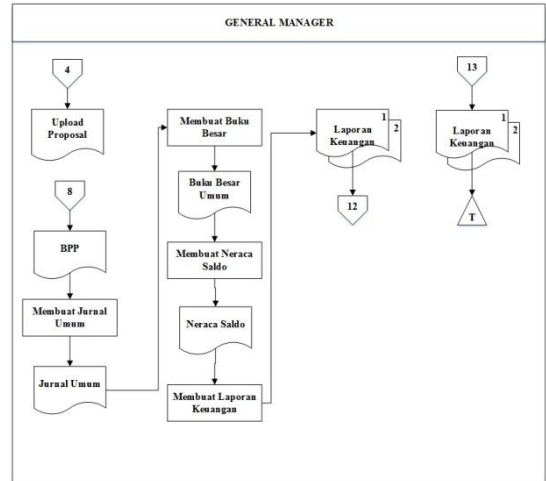 GENERAL MANAGER
4
Upload
Proposal
8
BPP
Membuat Jurnal
Umum
Jurnal Umum
Membuat Buku
Besar
Buku Besar
Umum
Membuat Neraca
Saldo
Neraca Saldo
Membuat Laporan
Keuangan
1
2
Laporan
Keuangan
12
13
1
2
Laporan
Keuangan
T